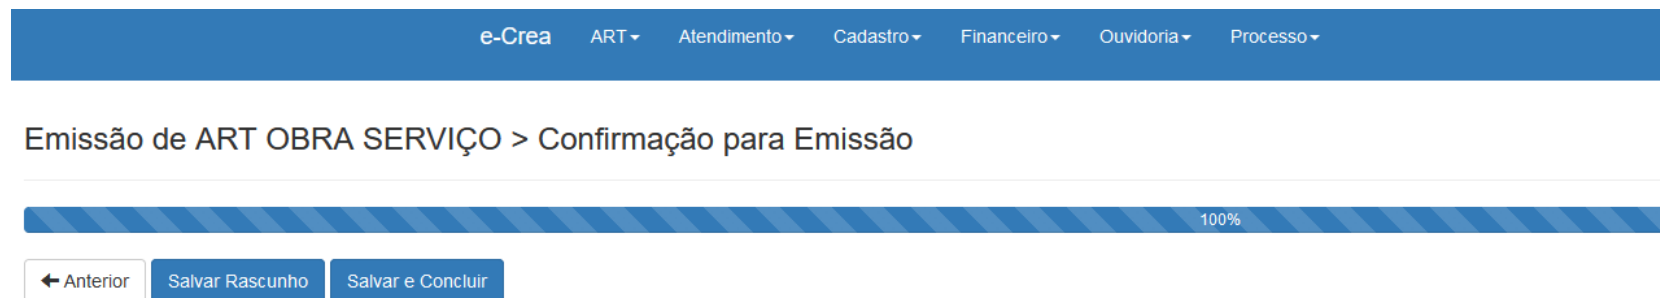 e-Crea ART Atendimento Cadastro Financeiro Ouvidoria Processo
Emissão de ART OBRA SERVIÇO > Confirmação para Emissão
100%
Anterior Salvar Rascunho Salvar e Concluir